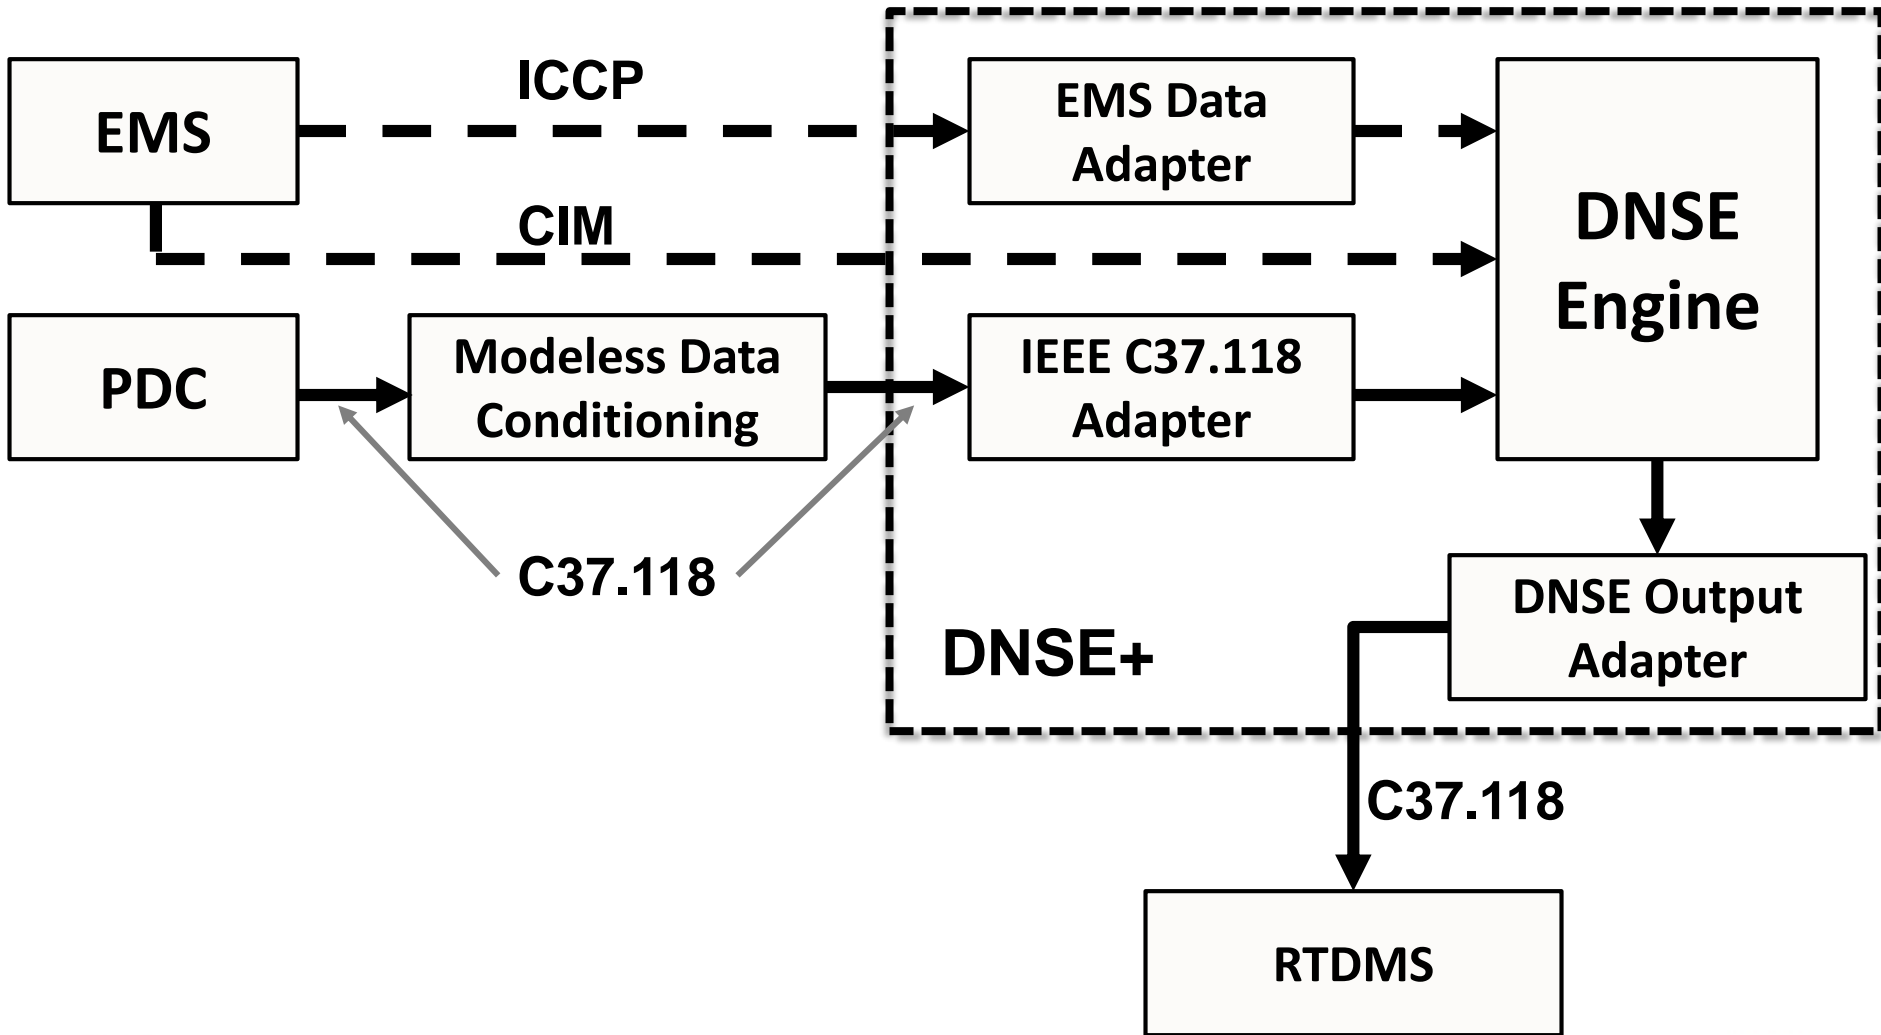 ICCP
EMS
EMS Data
Adapter
CIM
DNSE
Engine
PDC
Modeless Data
Conditioning
IEEE C37.118
Adapter
C37.118
DNSE+
DNSE Output
Adapter
C37.118
RTDMS